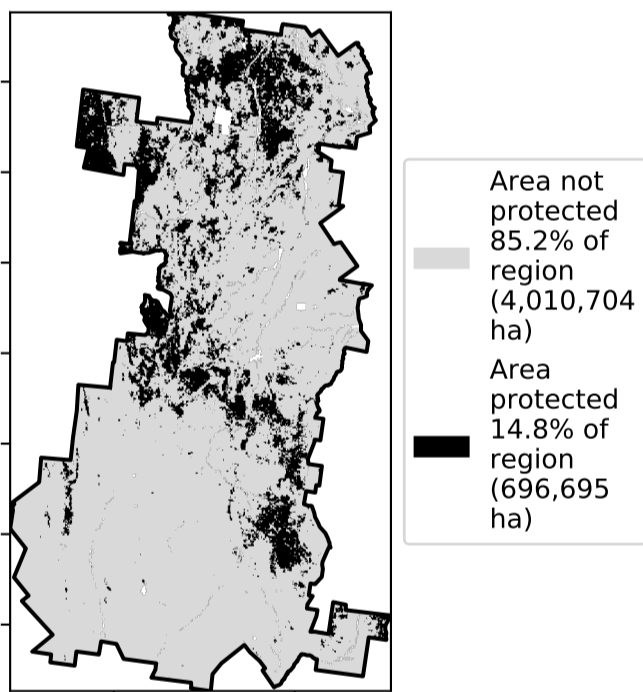 Area not
protected
85.2% of
region
(4,010,704
ha)
Area
protected
14.8% of
region
(696,695
ha)